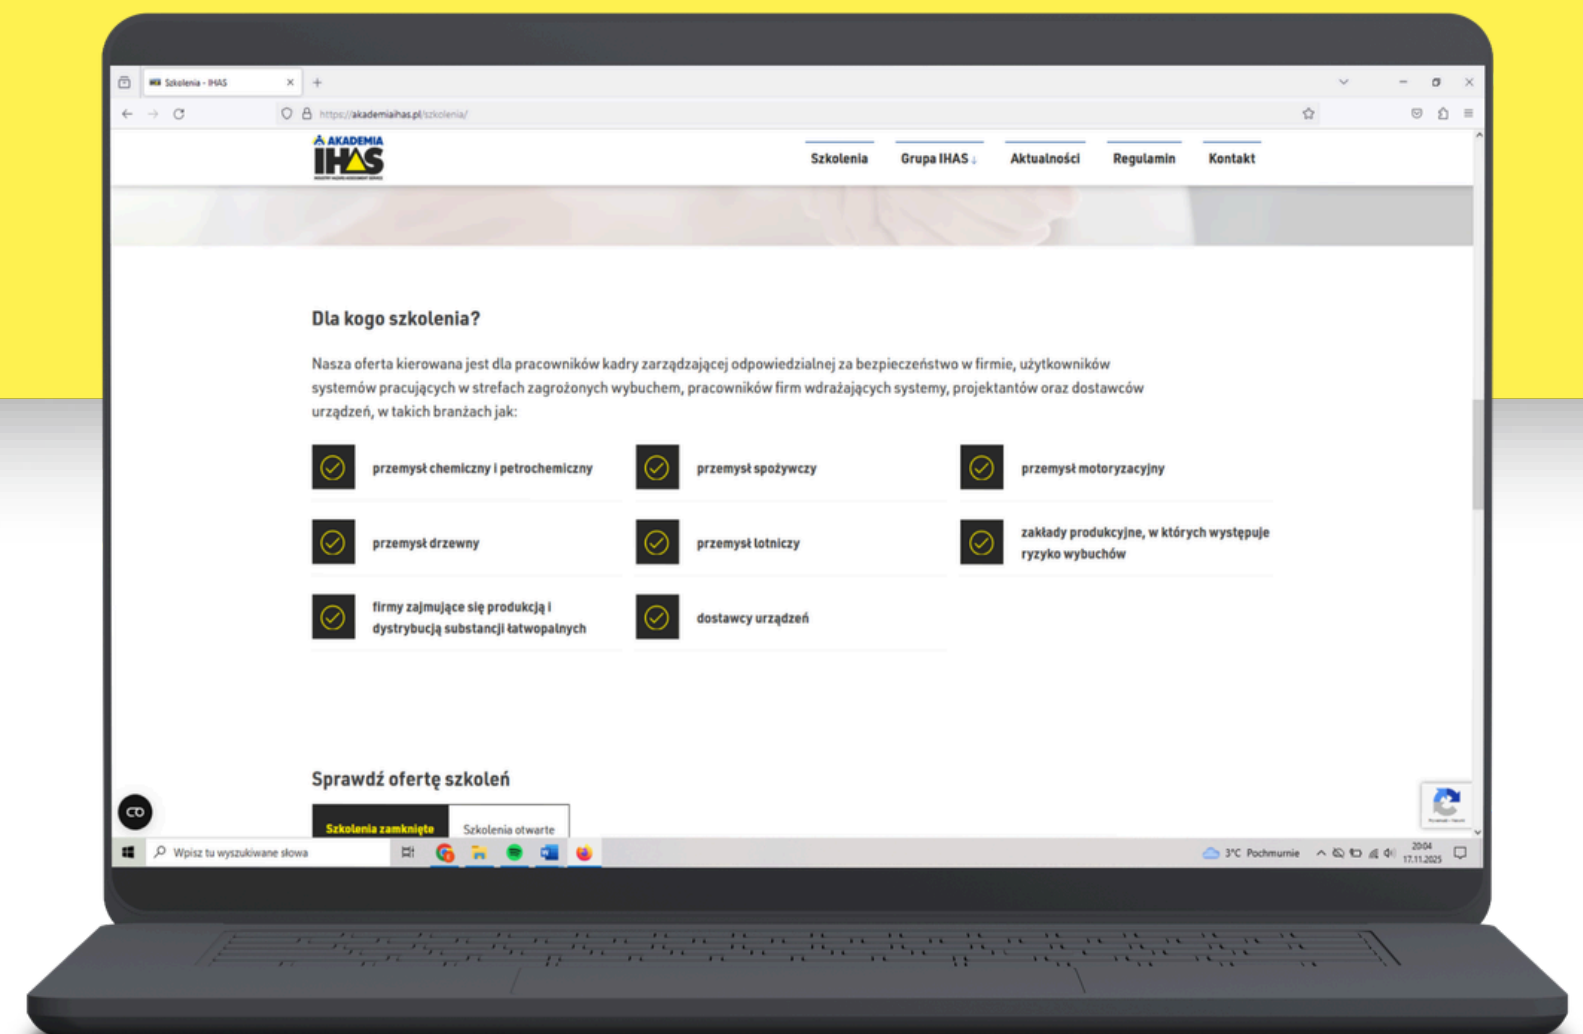 Szkolenia - IHAS
https://akademiaihas.pl/szkolenia/
AKADEMIA
IHAS
Szkolenia
Grupa IHAS ↓
Aktualności
Regulamin
Kontakt
Dla kogo szkolenia?
Nasza oferta kierowana jest dla pracowników kadry zarządzającej odpowiedzialnej za bezpieczeństwo w firmie, użytkowników
systemów pracujących w strefach zagrożonych wybuchem, pracowników firm wdrażających systemy, projektantów oraz dostawców
urządzeń, w takich branżach jak:
przemysł chemiczny i petrochemiczny
przemysł spożywczy
przemysł motoryzacyjny
przemysł drzewny
przemysł lotniczy
zakłady produkcyjne, w których występuje
ryzyko wybuchów
firmy zajmujące się produkcją i
dystrybucją substancji łatwopalnych
dostawcy urządzeń
Sprawdź ofertę szkoleń
Szkolenia zamknięte
Szkolenia otwarte
Wpisz tu wyszukiwane słowa
3°C Pochmurnie
20:04
17.11.2025